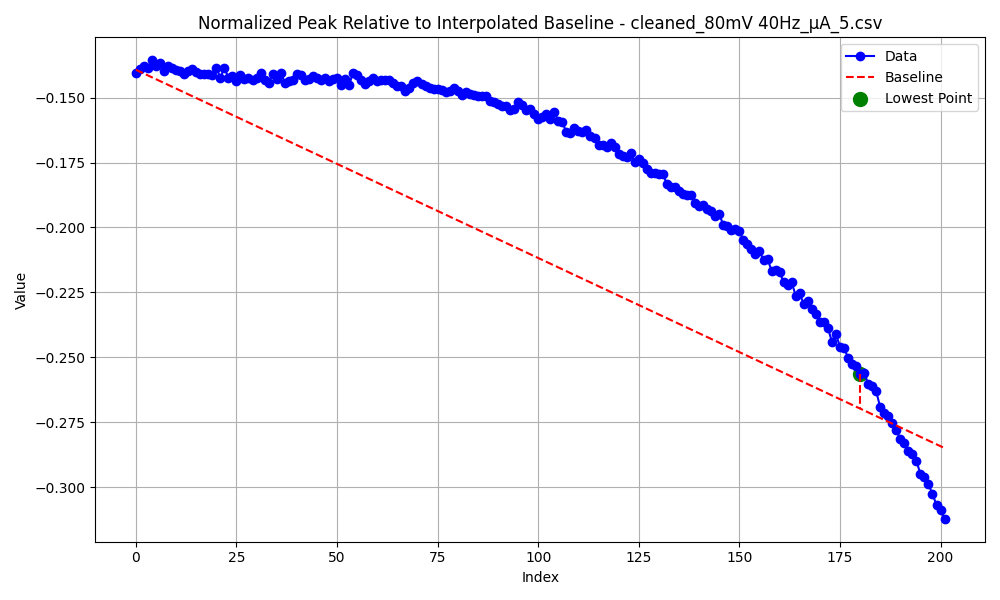 Normalized Peak Relative to Interpolated Baseline - cleaned_80mV 40Hz_μA_5.csv
Data
Baseline
Lowest Point
Value
−0.150
−0.175
−0.200
−0.225
−0.250
−0.275
−0.300
0 25 50 75 100 125 150 175 200
Index